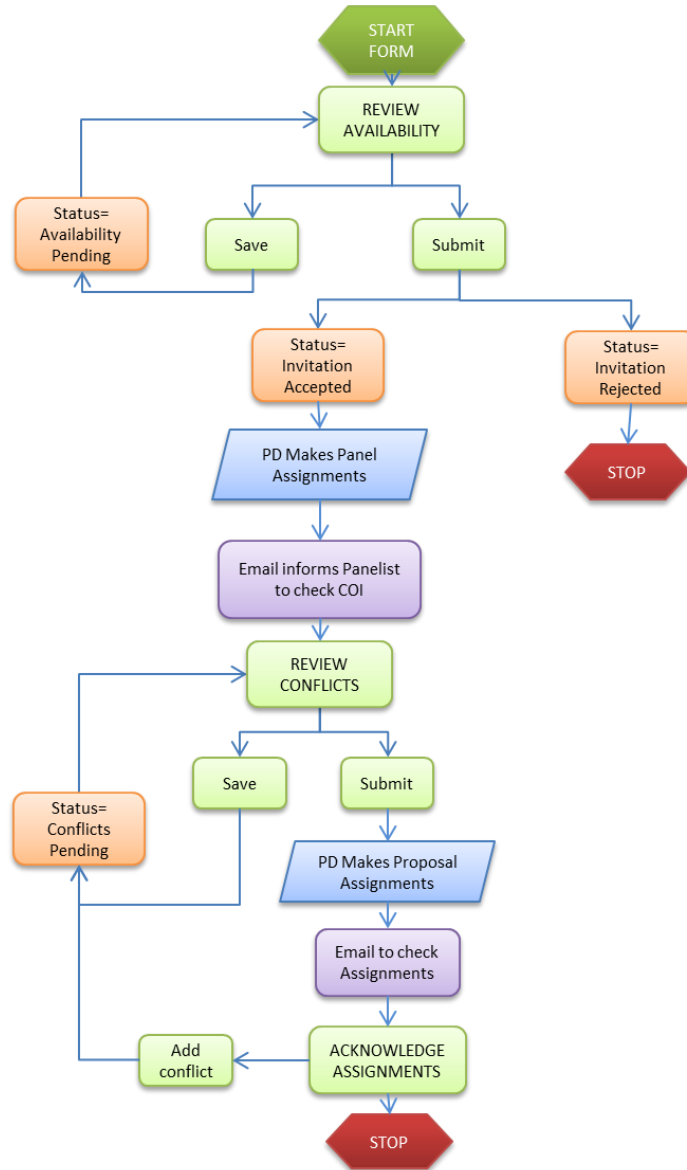 START
FORM
REVIEW
AVAILABILITY
Status=
Availability
Pending
Save
Submit
Status=
Invitation
Accepted
Status=
Invitation
Rejected
PD Makes Panel
Assignments
STOP
Email informs Panelist
to check COI
REVIEW
CONFLICTS
Save
Submit
Status=
Conflicts
Pending
PD Makes Proposal
Assignments
Email to check
Assignments
Add
conflict
ACKNOWLEDGE
ASSIGNMENTS
STOP